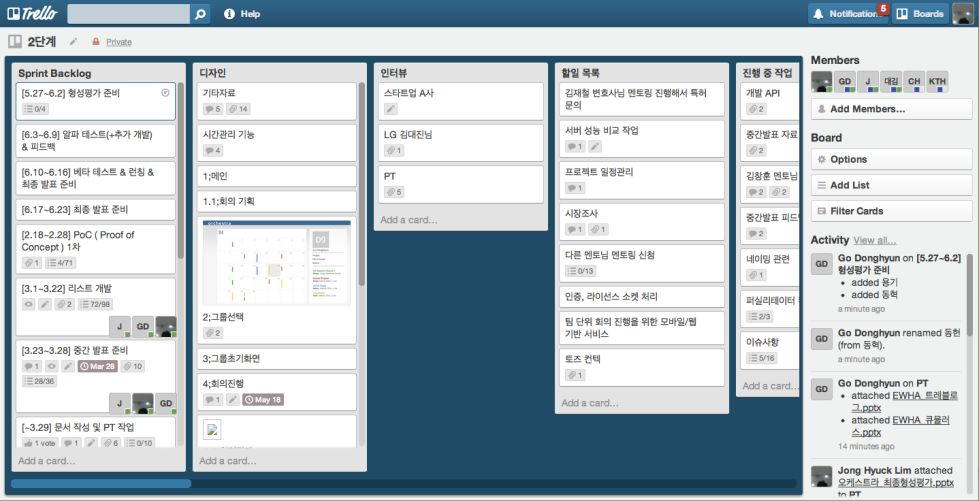 Trello
Help
Notifications
5
Boards
2단계
Private
Sprint Backlog
[5.27~6.2] 형성평가 준비
0/4
[6.3~6.9] 알파 테스트(+추가 개발)
& 피드백
[6.10~6.16] 베타 테스트 & 런칭 &
최종 발표 준비
[6.17~6.23] 최종 발표 준비
[2.18~2.28] PoC ( Proof of
Concept ) 1차
1
4/71
[3.1~3.22] 리스트 개발
2
72/98
J
GD
[3.23~3.28] 중간 발표 준비
1
Mar 28
10
28/36
J
GD
[~3.29] 문서 작성 및 PT 작업
1 vote
1
6
0/10
Add a card...
디자인
기타자료
5
14
시간관리 기능
4
1;메인
1.1;회의 기획
D9
2;그룹선택
2
3;그룹초기화면
4;회의진행
1
May 18
Add a card...
인터뷰
스타트업 A사
LG 김대진님
1
PT
5
Add a card...
할일 목록
김재철 변호사님 멘토링 진행해서 특허
문의
서버 성능 비교 작업
1
프로젝트 일정관리
1
시장조사
1
1
다른 멘토님 멘토링 신청
0/13
인증, 라이선스 소켓 처리
팀 단위 회의 진행을 위한 모바일/웹
기반 서비스
토즈 컨텍
1
Add a card...
진행 중 작업
개발 API
2
중간발표 자료
2
김창훈 멘토님
2
2
중간발표 피드
2
네이밍 관련
1
퍼실리테이터
2/3
이슈사항
5/16
Add a card...
Members
GD
J
대김
CH
KTH
Add Members...
Board
Options
Add List
Filter Cards
Activity
View all...
GD
Go Donghyun on [5.27~6.2]
형성평가 준비
added 용기
added 동혁
a minute ago
GD
Go Donghyun renamed 동현
(from 동혁).
a minute ago
GD
Go Donghyun on PT
attached EWHA_트레블로
그.pptx
attached EWHA_큐플러
스.pptx
14 minutes ago
Jong Hyuck Lim attached
오케스트라_최종형성평가.pptx
to PT